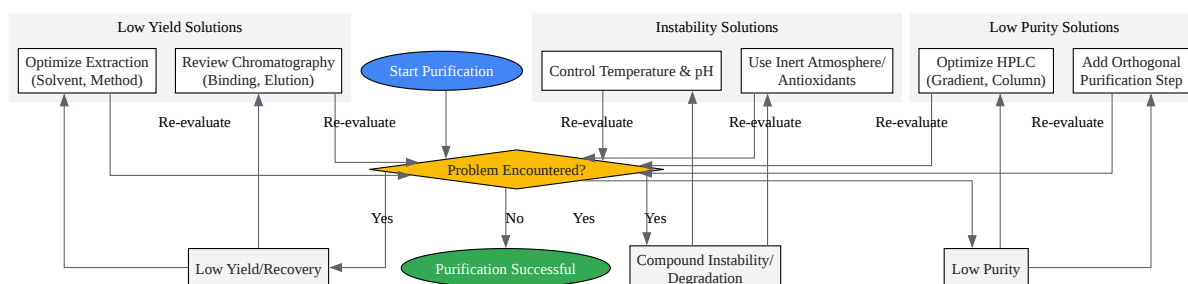 Low Yield Solutions
Instability Solutions
Low Purity Solutions
Optimize Extraction
(Solvent, Method)
Review Chromatography
(Binding, Elution)
Start Purification
Control Temperature & pH
Use Inert Atmosphere/
Antioxidants
Optimize HPLC
(Gradient, Column)
Add Orthogonal
Purification Step
Re-evaluate
Re-evaluate
Re-evaluate
Re-evaluate
Re-evaluate
Re-evaluate
Problem Encountered?
Yes
No
Yes
Yes
Low Yield/Recovery
Purification Successful
Compound Instability/
Degradation
Low Purity